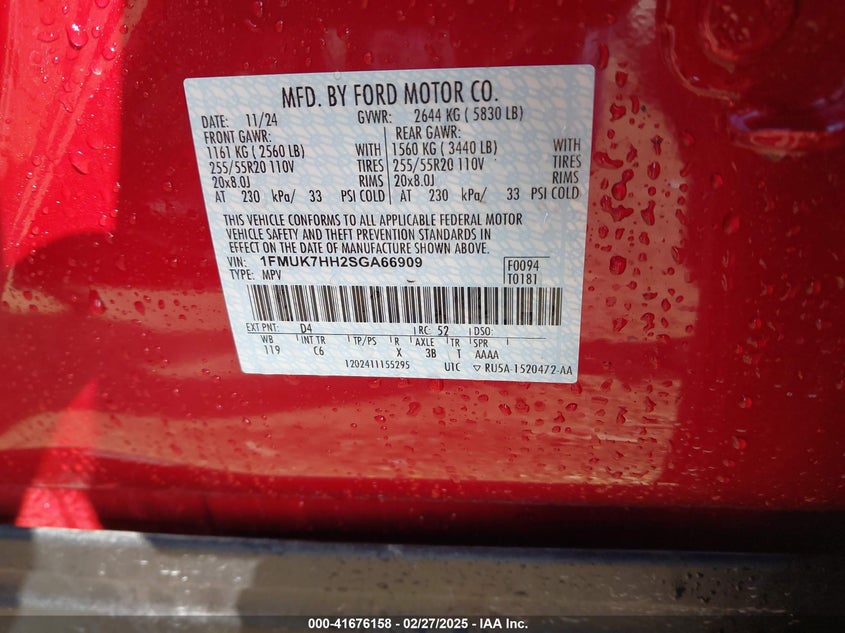 MFD. BY FORD MOTOR CO.
DATE: 11/24 GVWR: 2644 KG ( 5830 LB)
FRONT GAWR: REAR GAWR:
1161 KG ( 2560 LB) WITH 1560 KG ( 3440 LB) WITH
255/55R20 110V TIRES 255/55R20 110V TIRES
20x8.0J RIMS 20x8.0J RIMS
AT 230 kPa/ 33 PSI COLD AT 230 kPa/ 33 PSI COLD
THIS VEHICLE CONFORMS TO ALL APPLICABLE FEDERAL MOTOR
VEHICLE SAFETY AND THEFT PREVENTION STANDARDS IN
EFFECT ON THE DATE OF MANUFACTURE SHOWN ABOVE.
VIN: 1FMUK7HH2SGA66909 F0094
TYPE: MPV T0181
EXT PNT: D4 RC: 52 DSO:
WB INT TR TP/PS R AXLE TR SPR
119 C6 X 3B T AAAA
1202411155295 UTC ▽ RU5A-1520472-AA
000-41676158 — 02/27/2025 — IAA Inc.